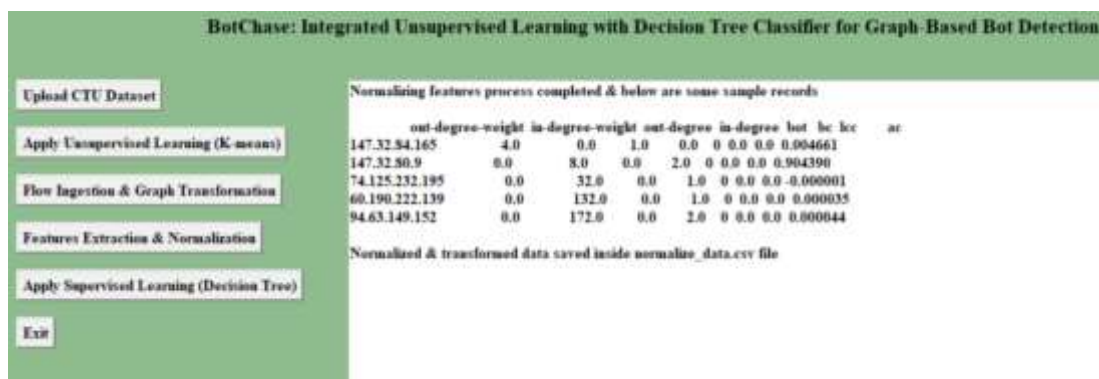 BotChase: Integrated Unsupervised Learning with Decision Tree Classifier for Graph-Based Bot Detection
Upload CTU Dataset
Apply Unsupervised Learning (K-means)
Flow Ingestion & Graph Transformation
Features Extraction & Normalization
Apply Supervised Learning (Decision Tree)
Exit
Normalizing features process completed & below are some sample records
out-degree-weight in-degree-weight out-degree in-degree bot bc lcc ac
147.32.84.165 4.0 0.0 1.0 0.0 0 0.0 0.0 0.004661
147.32.80.9 0.0 8.0 0.0 2.0 0 0.0 0.0 0.904390
74.125.232.195 0.0 32.0 0.0 1.0 0 0.0 0.0 -0.000001
60.190.222.139 0.0 132.0 0.0 1.0 0 0.0 0.0 0.000035
94.63.149.152 0.0 172.0 0.0 2.0 0 0.0 0.0 0.000044
Normalized & transformed data saved inside normalize_data.csv file